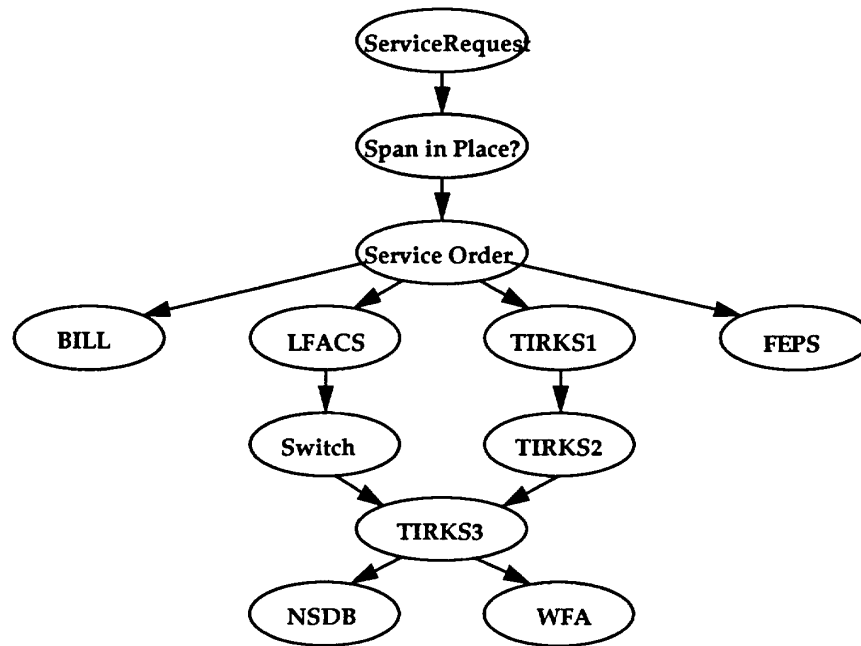 ServiceRequest
Span in Place?
Service Order
BILL
LFACS
TIRKS1
FEPS
Switch
TIRKS2
TIRKS3
NSDB
WFA